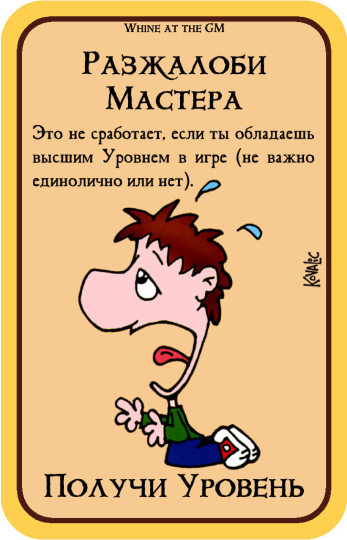 Whine at the GM
Разжалоби
Мастера
Это не сработает, если ты обладаешь
высшим Уровнем в игре (не важно
единолично или нет).
Kovalic
Получи Уровень